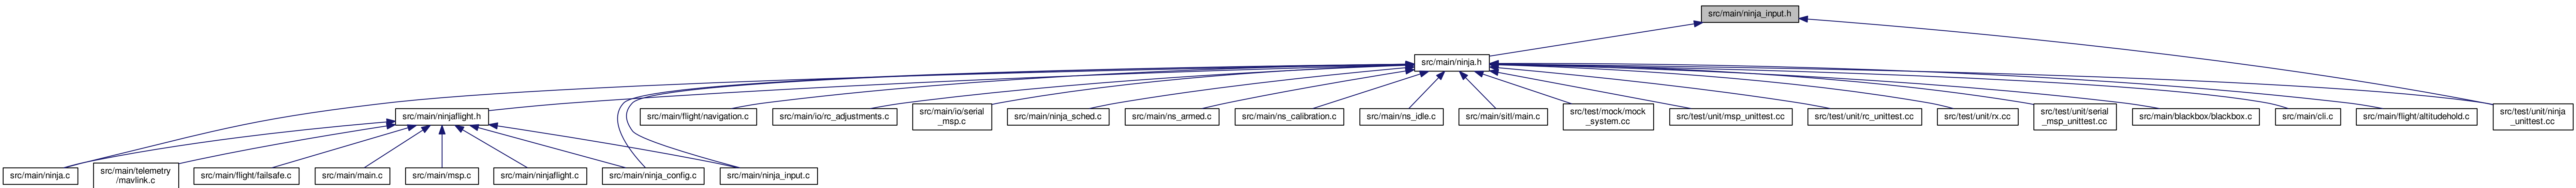 src/main/ninja_input.h
src/main/ninja.h
src/main/ninjaflight.h
src/main/flight/navigation.c
src/main/io/rc_adjustments.c
src/main/io/serial
_msp.c
src/main/ninja_sched.c
src/main/ns_armed.c
src/main/ns_calibration.c
src/main/ns_idle.c
src/main/sitl/main.c
src/test/mock/mock
_system.cc
src/test/unit/msp_unittest.cc
src/test/unit/rc_unittest.cc
src/test/unit/rx.cc
src/test/unit/serial
_msp_unittest.cc
src/main/blackbox/blackbox.c
src/main/cli.c
src/main/flight/altitudehold.c
src/test/unit/ninja
_unittest.cc
src/main/ninja.c
src/main/telemetry
/mavlink.c
src/main/flight/failsafe.c
src/main/main.c
src/main/msp.c
src/main/ninjaflight.c
src/main/ninja_config.c
src/main/ninja_input.c